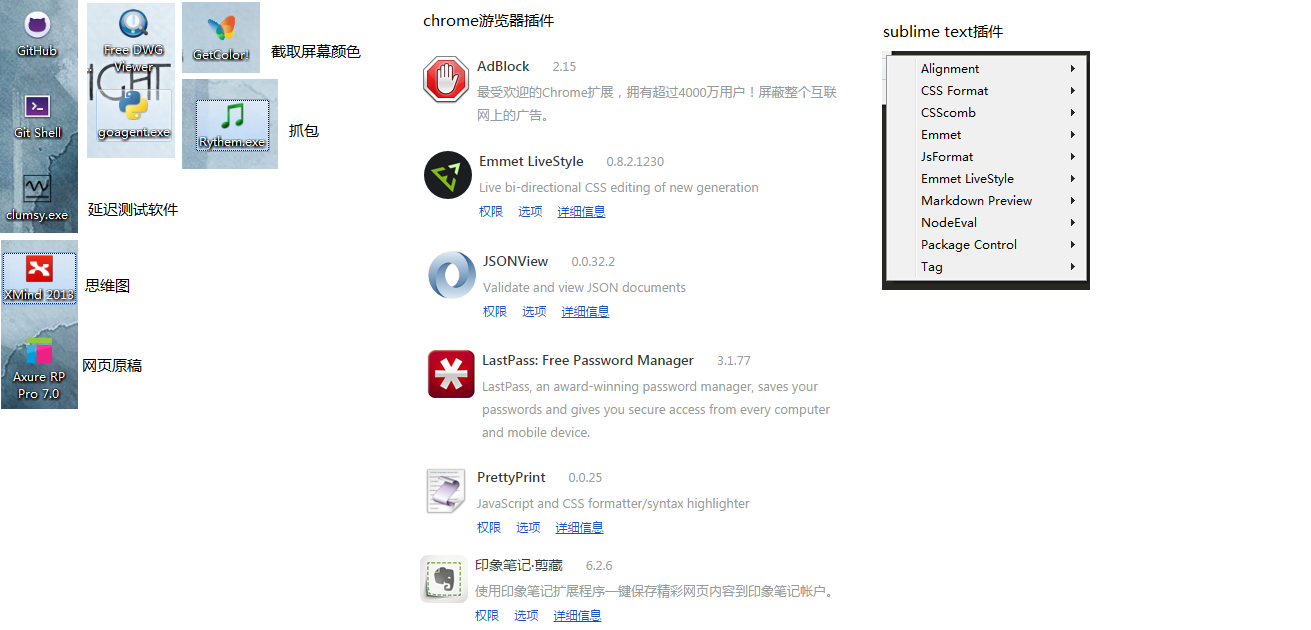 GitHub
Git Shell
clumsy.exe
延迟测试软件
Free DWG
Viewer
ICHT
goagent.exe
GetColor!
截取屏幕颜色
Rythem.exe
抓包
XMind 2013
思维图
Axure RP
Pro 7.0
网页原稿
chrome游览器插件
AdBlock 2.15
最受欢迎的Chrome扩展，拥有超过4000万用户！屏蔽整个互联
网上的广告。
Emmet LiveStyle 0.8.2.1230
Live bi-directional CSS editing of new generation
权限 选项 详细信息
JSONView 0.0.32.2
Validate and view JSON documents
权限 选项 详细信息
LastPass: Free Password Manager 3.1.77
LastPass, an award-winning password manager, saves your
passwords and gives you secure access from every computer
and mobile device.
PrettyPrint 0.0.25
JavaScript and CSS formatter/syntax highlighter
权限 选项 详细信息
印象笔记·剪藏 6.2.6
使用印象笔记扩展程序一键保存精彩网页内容到印象笔记帐户。
权限 选项 详细信息
sublime text插件
Alignment
CSS Format
CSScomb
Emmet
JsFormat
Emmet LiveStyle
Markdown Preview
NodeEval
Package Control
Tag